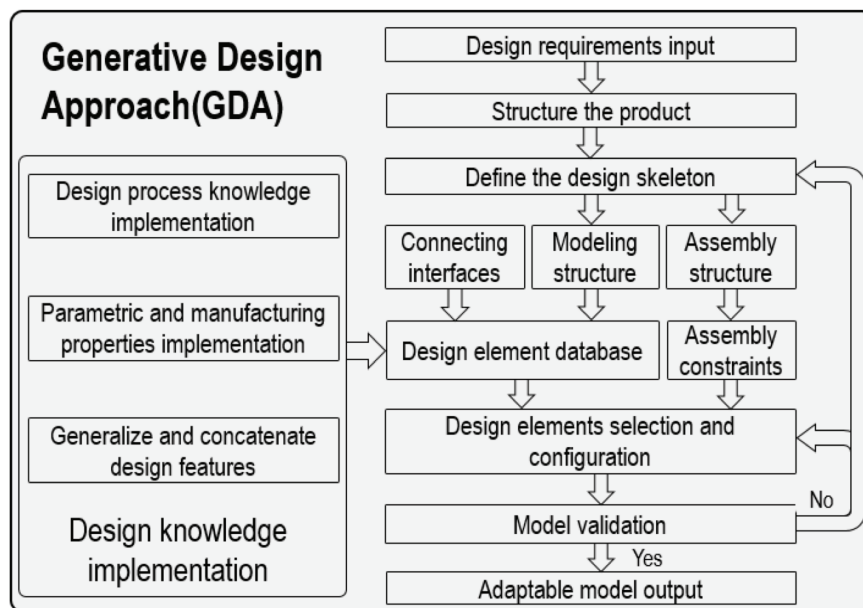 Generative Design
Approach(GDA)
Design process knowledge
implementation
Parametric and manufacturing
properties implementation
Generalize and concatenate
design features
Design knowledge
implementation
Design requirements input
Structure the product
Define the design skeleton
Connecting
interfaces
Modeling
structure
Assembly
structure
Design element database
Assembly
constraints
Design elements selection and
configuration
Model validation
No
Yes
Adaptable model output